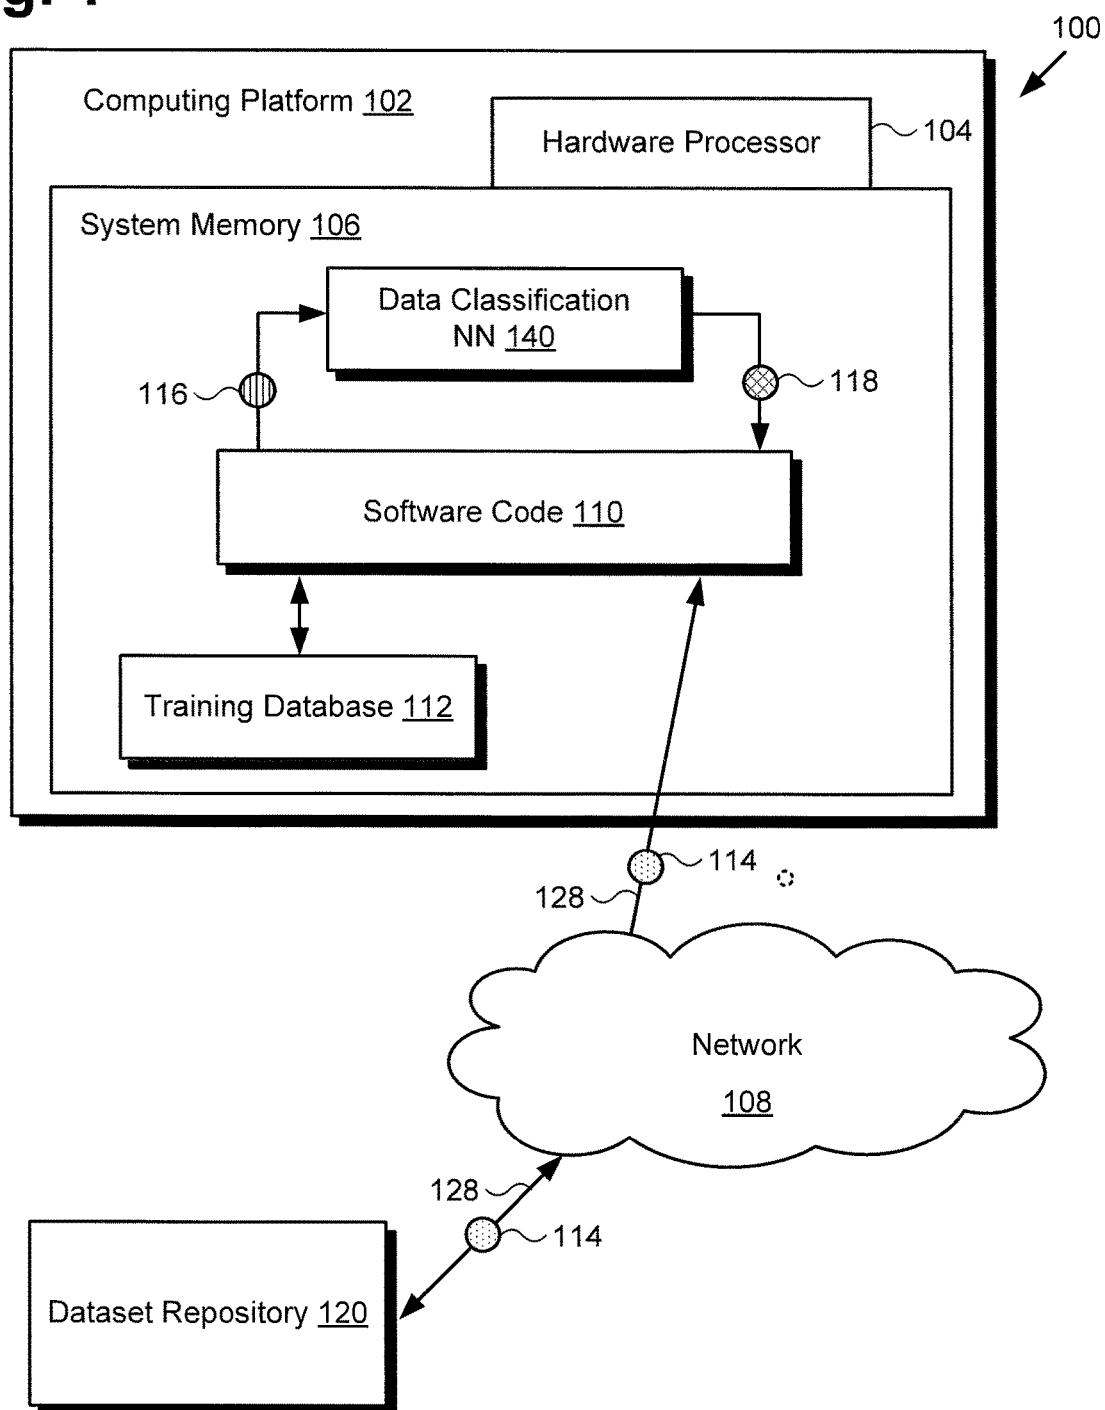 100
Computing Platform 102
Hardware Processor
104
System Memory 106
Data Classification
NN 140
116
118
Software Code 110
Training Database 112
114
128
Network
108
128
114
Dataset Repository 120